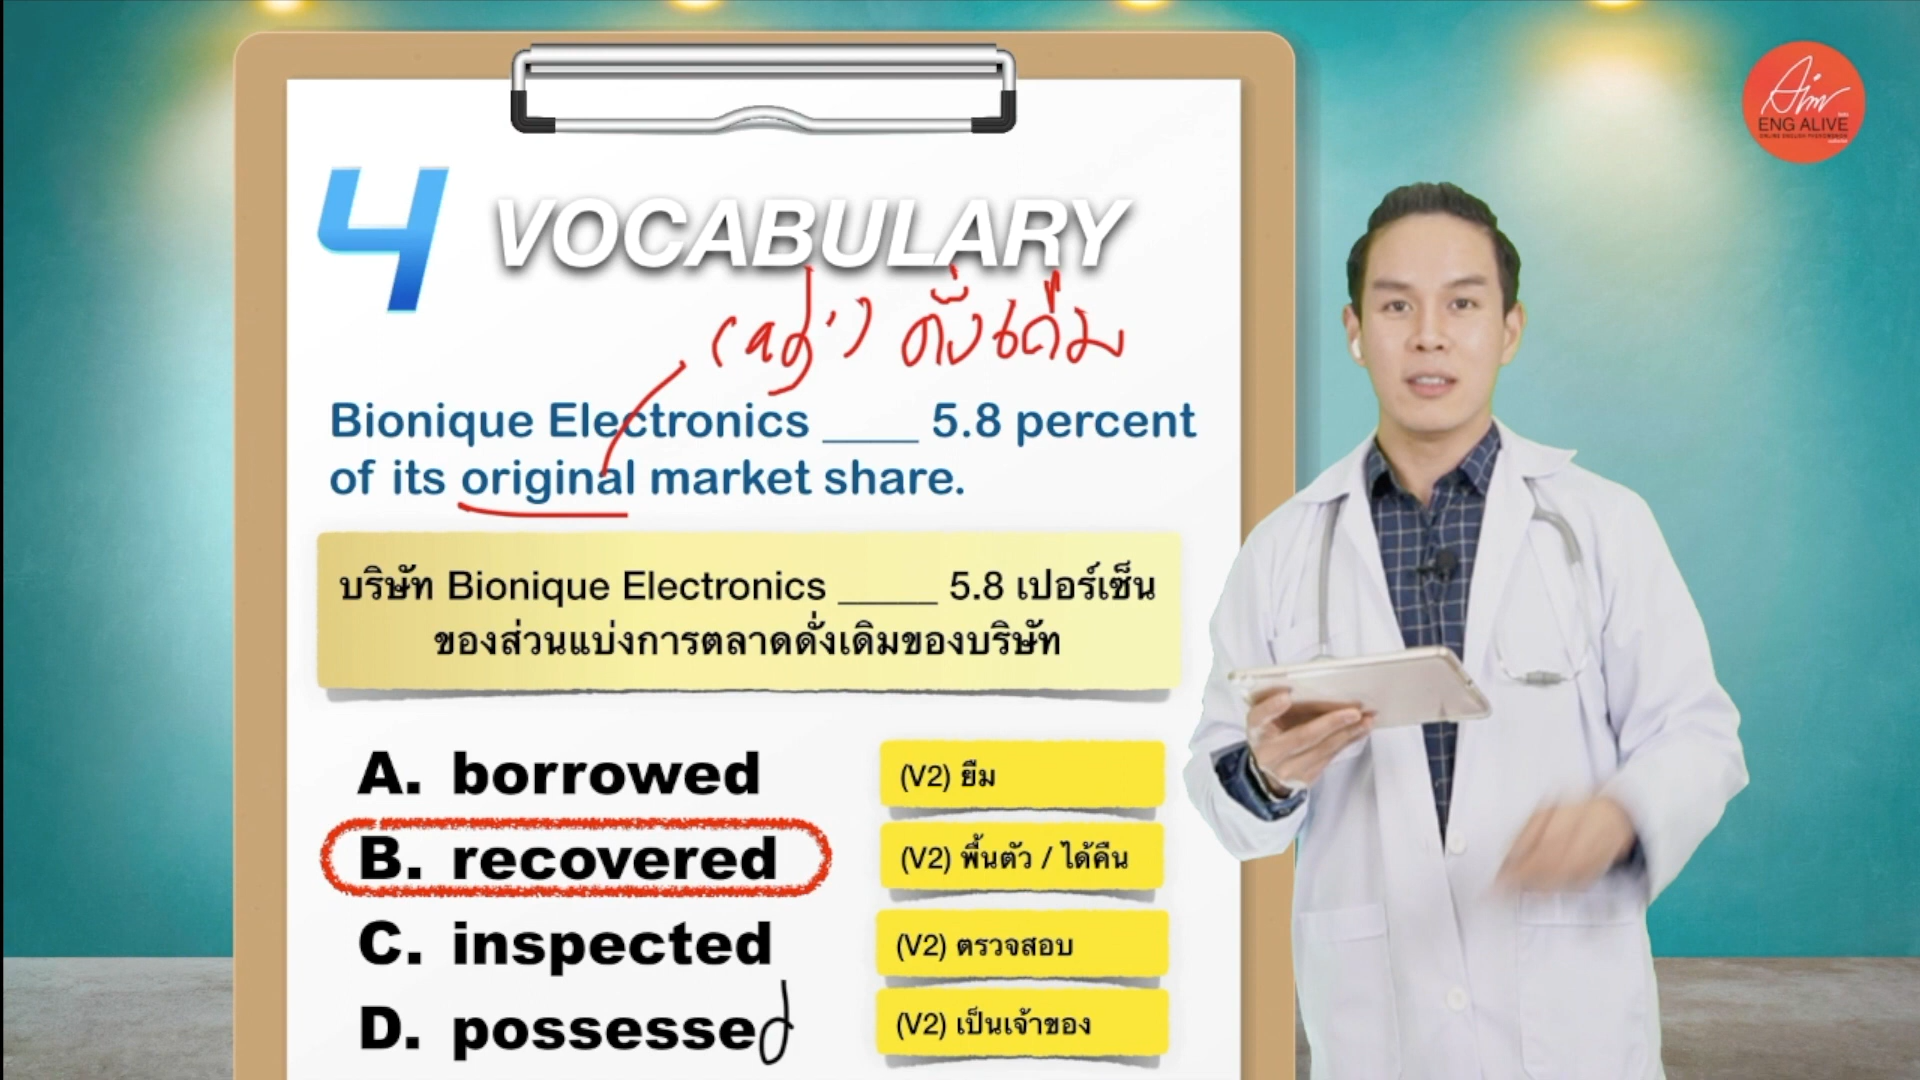 Aim
ENG ALIVE
4 VOCABULARY
(adj) ดั่งเดิม
Bionique Electronics ____ 5.8 percent
of its original market share.
บริษัท Bionique Electronics _____ 5.8 เปอร์เซ็น
ของส่วนแบ่งการตลาดดั่งเดิมของบริษัท
A. borrowed (V2) ยืม
B. recovered (V2) พื้นตัว / ได้คืน
C. inspected (V2) ตรวจสอบ
D. possessed (V2) เป็นเจ้าของ